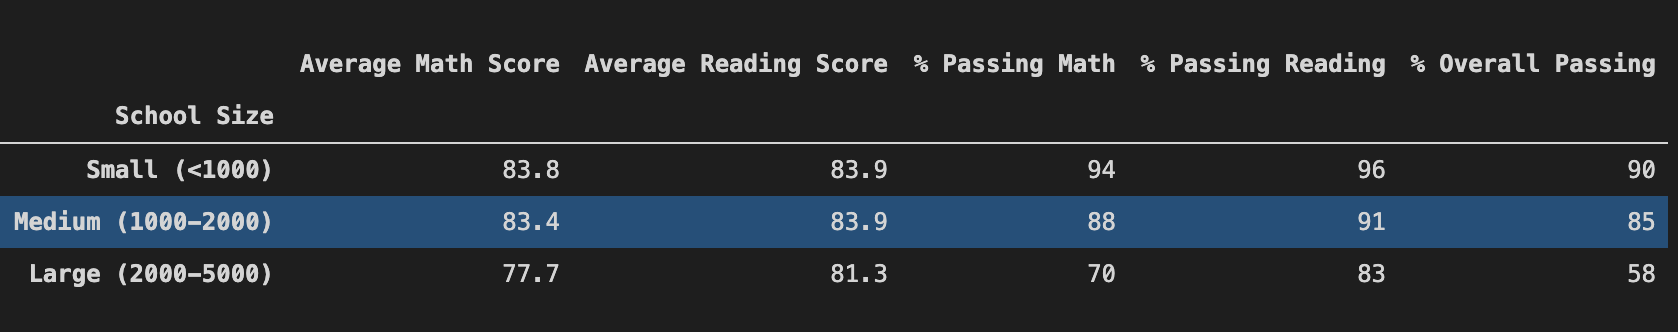 Average Math Score Average Reading Score % Passing Math % Passing Reading % Overall Passing
School Size
Small (<1000) 83.8 83.9 94 96 90
Medium (1000–2000) 83.4 83.9 88 91 85
Large (2000–5000) 77.7 81.3 70 83 58